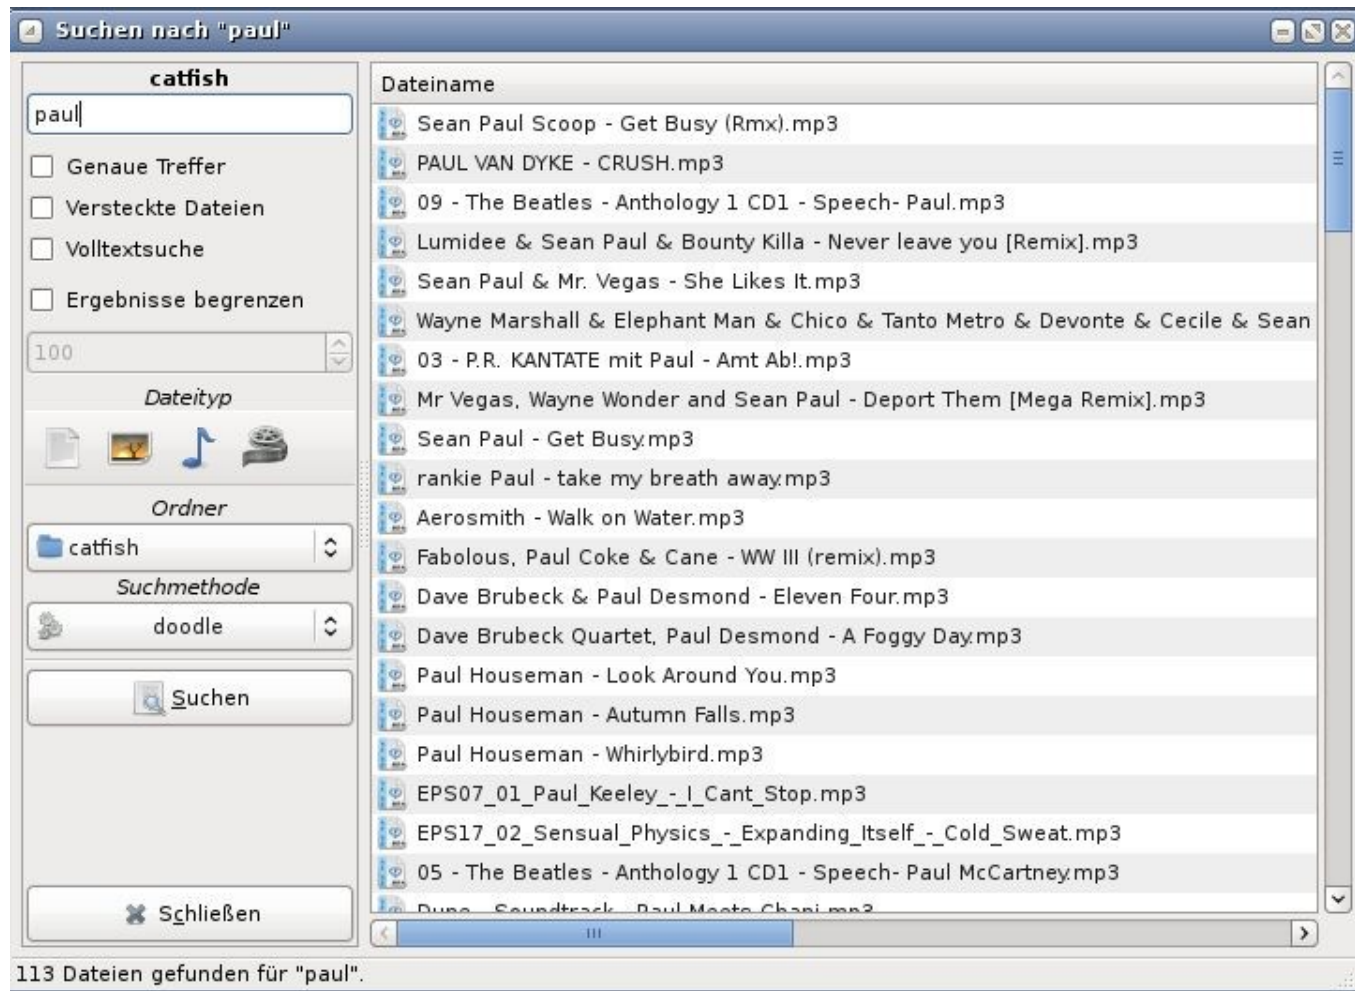 Suchen nach "paul"
catfish
paul
Genaue Treffer
Versteckte Dateien
Volltextsuche
Ergebnisse begrenzen
100
Dateityp
Ordner
catfish
Suchmethode
doodle
Suchen
Schließen
Dateiname
Sean Paul Scoop - Get Busy (Rmx).mp3
PAUL VAN DYKE - CRUSH.mp3
09 - The Beatles - Anthology 1 CD1 - Speech- Paul.mp3
Lumidee & Sean Paul & Bounty Killa - Never leave you [Remix].mp3
Sean Paul & Mr. Vegas - She Likes It.mp3
Wayne Marshall & Elephant Man & Chico & Tanto Metro & Devonte & Cecile & Sean
03 - P.R. KANTATE mit Paul - Amt Ab!.mp3
Mr Vegas, Wayne Wonder and Sean Paul - Deport Them [Mega Remix].mp3
Sean Paul - Get Busy.mp3
rankie Paul - take my breath away.mp3
Aerosmith - Walk on Water.mp3
Fabolous, Paul Coke & Cane - WW III (remix).mp3
Dave Brubeck & Paul Desmond - Eleven Four.mp3
Dave Brubeck Quartet, Paul Desmond - A Foggy Day.mp3
Paul Houseman - Look Around You.mp3
Paul Houseman - Autumn Falls.mp3
Paul Houseman - Whirlybird.mp3
EPS07_01_Paul_Keeley_-_I_Cant_Stop.mp3
EPS17_02_Sensual_Physics_-_Expanding_Itself_-_Cold_Sweat.mp3
05 - The Beatles - Anthology 1 CD1 - Speech- Paul McCartney.mp3
Dune - Soundtrack - Paul Meets Chani.mp3
113 Dateien gefunden für "paul".